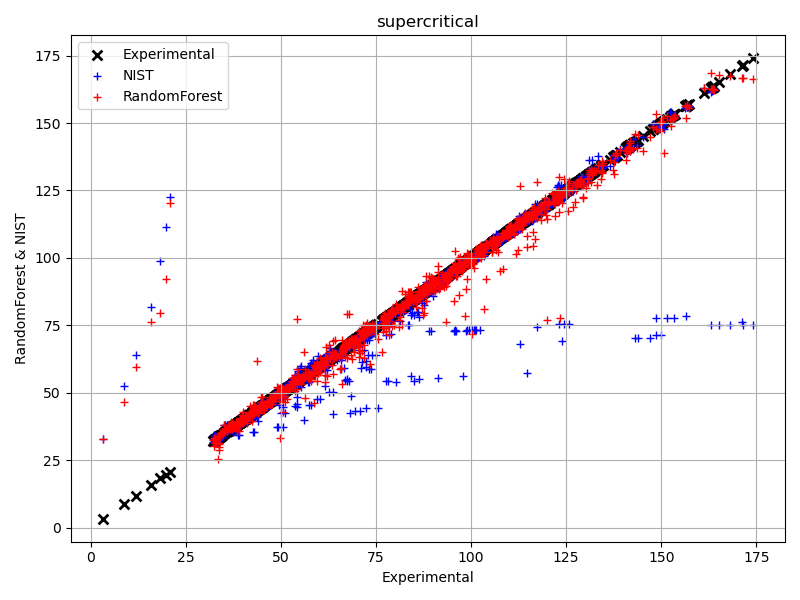 supercritical
Experimental
NIST
RandomForest
175
150
125
100
75
50
25
0
RandomForest & NIST
0 25 50 75 100 125 150 175
Experimental